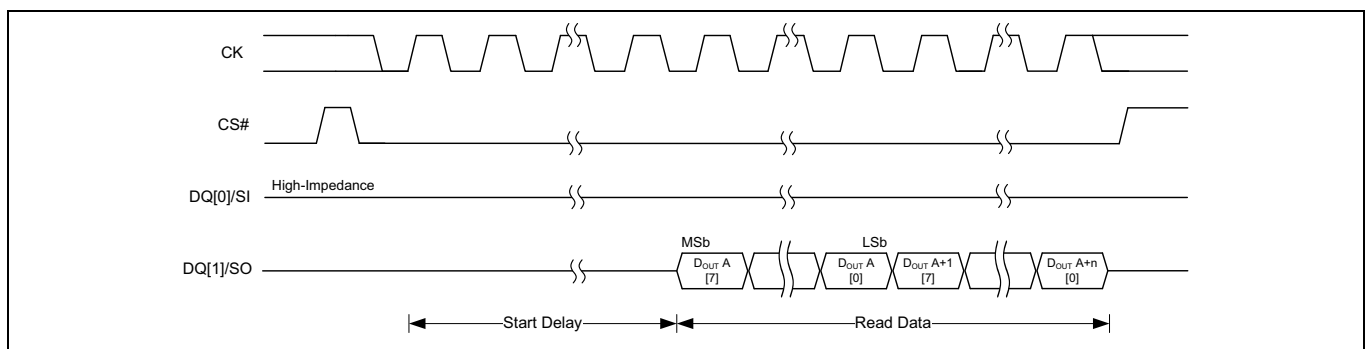 CK
CS#
DQ[0]/SI
High-Impedance
DQ[1]/SO
MSb
LSb
DOUT A
[7]
DOUT A
[0]
DOUT A+1
[7]
DOUT A+n
[0]
Start Delay
Read Data